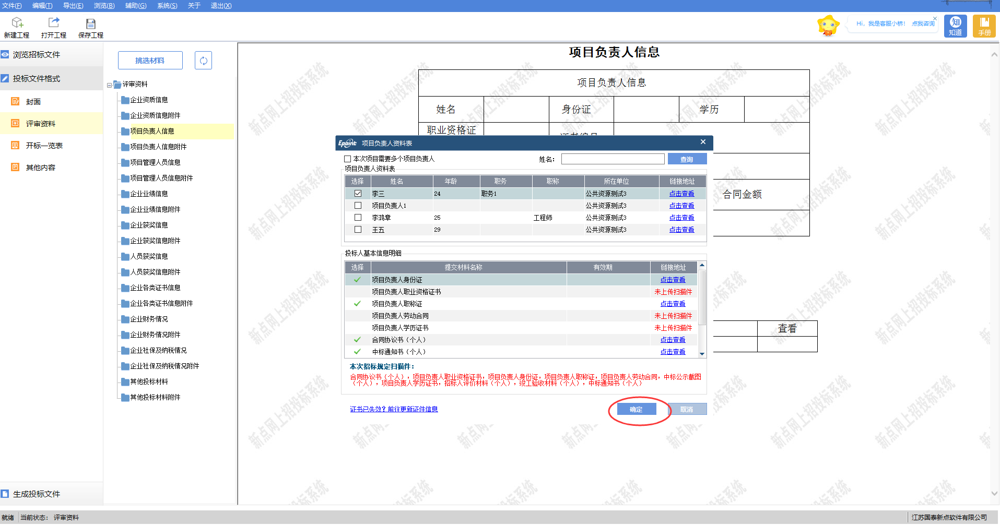 文件(F) 编辑(T) 导出(E) 浏览(B) 辅助(G) 系统(S) 关于 退出(X)
新建工程 打开工程 保存工程
Hi，我是客服小桥！ 点我咨询
知
知道
手册
浏览招标文件
投标文件格式
封面
评审资料
开标一览表
其他内容
生成投标文件
挑选材料
评审资料
企业资质信息
企业资质信息附件
项目负责人信息
项目负责人信息附件
项目管理人员信息
项目管理人员信息附件
企业业绩信息
企业业绩信息附件
企业获奖信息
企业获奖信息附件
人员获奖信息
人员获奖信息附件
企业各类证书信息
企业各类证书信息附件
企业财务情况
企业财务情况附件
企业社保及纳税情况
企业社保及纳税情况附件
其他投标材料
其他投标材料附件
项目负责人信息
项目负责人信息
姓名 身份证 学历
职业资格证 证书编号
合同金额
查看
新点网上招投标系统
Epoint 项目负责人资料表
本次项目需要多个项目负责人 姓名： 查询
项目负责人资料表
选择 姓名 年龄 职务 职称 所在单位 链接地址
李三 24 职务1 公共资源测试3 点击查看
项目负责人1 公共资源测试3 点击查看
李鸿章 25 工程师 公共资源测试3 点击查看
王五 29 公共资源测试3 点击查看
投标人基本信息明细
选择 提交材料名称 有效期 链接地址
项目负责人身份证 点击查看
项目负责人职业资格证书 未上传扫描件
项目负责人职称证 点击查看
项目负责人劳动合同 未上传扫描件
项目负责人学历证书 未上传扫描件
合同协议书（个人） 点击查看
中标通知书（个人） 点击查看
本次招标规定扫描件：
合同协议书（个人），项目负责人职业资格证书，项目负责人身份证，项目负责人职称证，项目负责人劳动合同，中标公示截图
（个人），项目负责人学历证书，招标人评价材料（个人），竣工验收材料（个人），中标通知书（个人）
证书已失效？前往更新证件信息 确定 取消
就绪 当前状态： 评审资料 江苏国泰新点软件有限公司